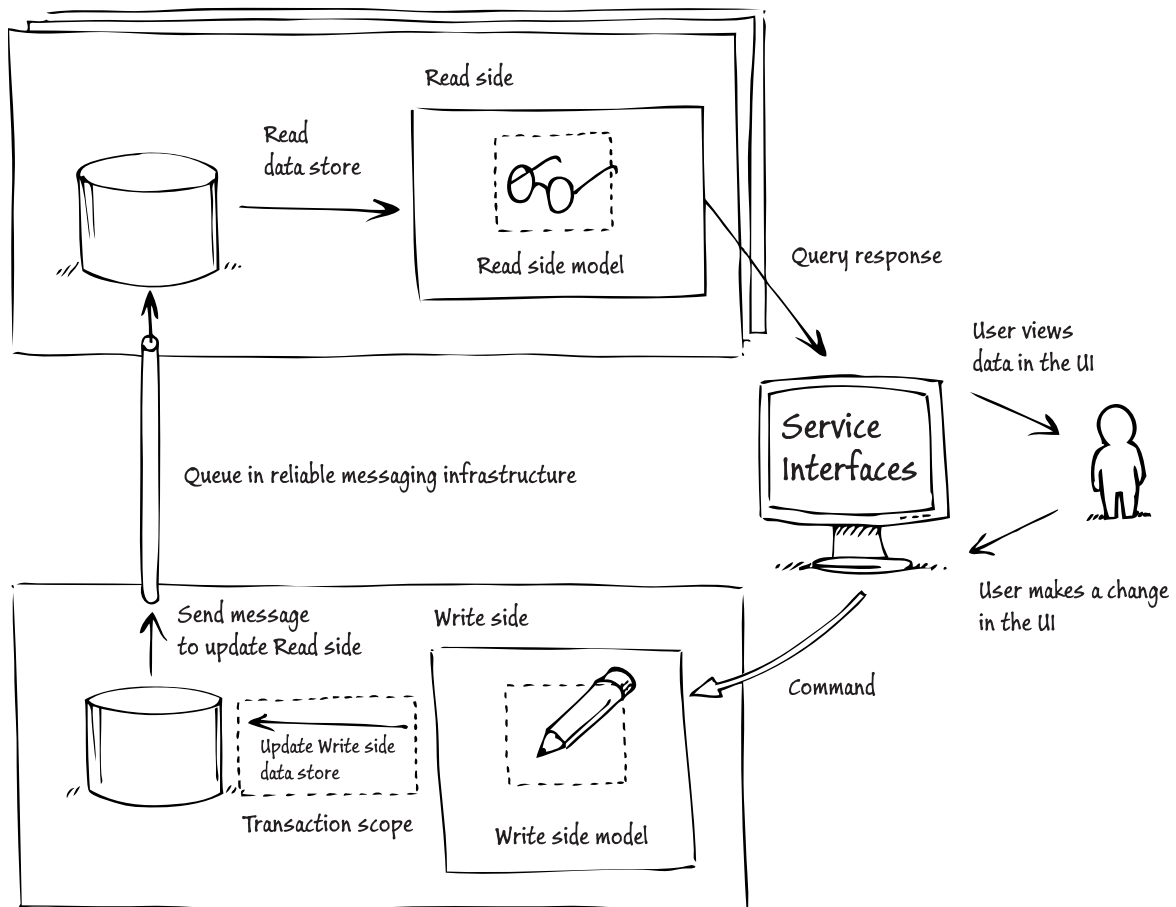 Read side
Read
data store
Read side model
Query response
User views
data in the UI
Service
Interfaces
Queue in reliable messaging infrastructure
User makes a change
in the UI
Send message
to update Read side
Write side
Command
Update Write side
data store
Transaction scope
Write side model